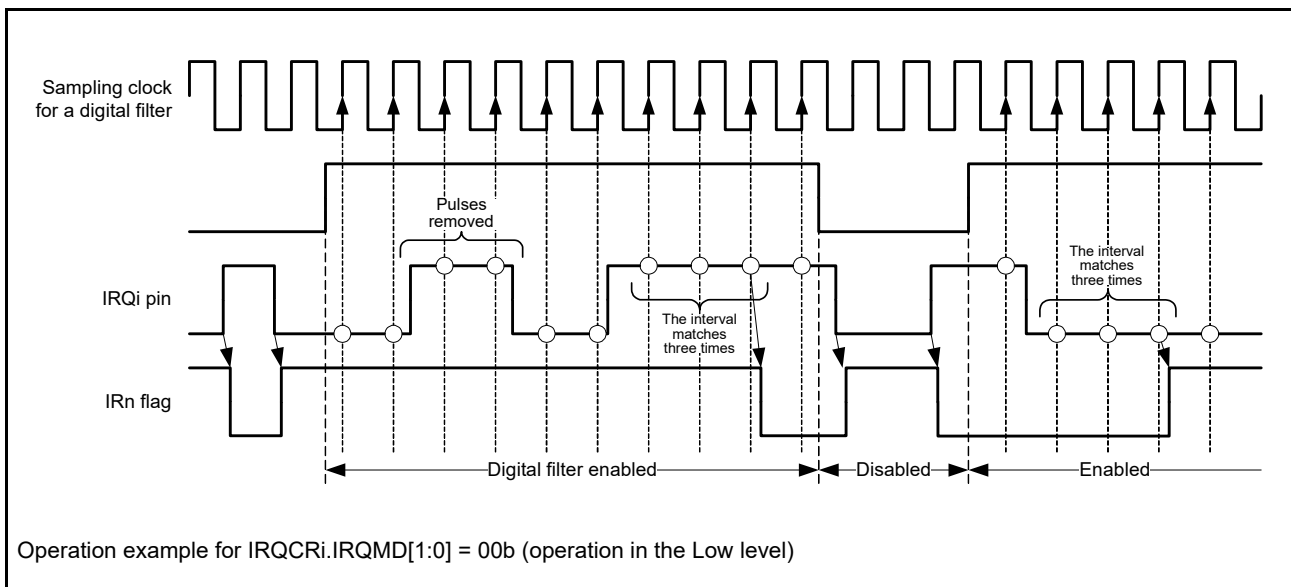 Sampling clock
for a digital filter
Pulses
removed
IRQi pin
The interval
matches
three times
The interval
matches
three times
IRn flag
Digital filter enabled
Disabled
Enabled
Operation example for IRQCRi.IRQMD[1:0] = 00b (operation in the Low level)